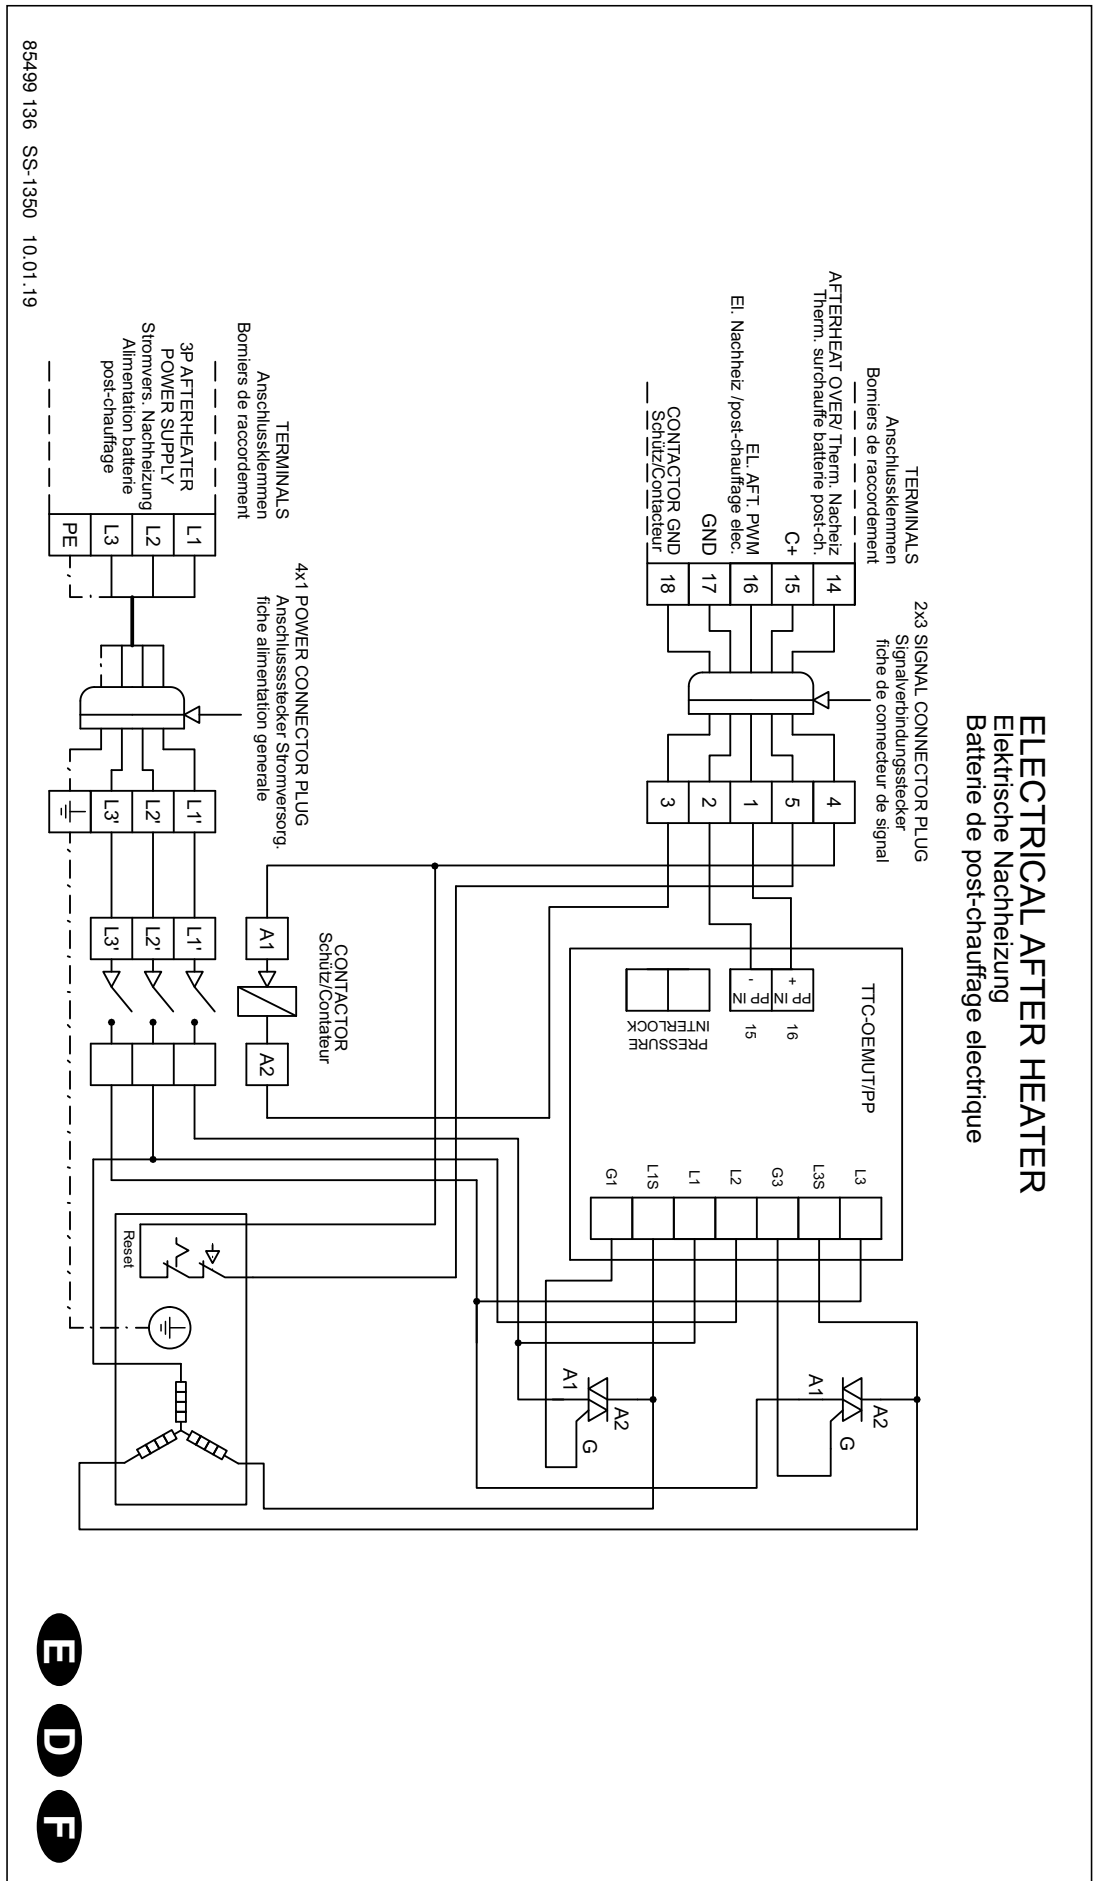 ELECTRICAL AFTER HEATER
Elektrische Nachheizung
Batterie de post-chauffage electrique
TERMINALS
Anschlussklemmen
Borniers de raccordement
2x3 SIGNAL CONNECTOR PLUG
Signalverbindungsstecker
fiche de connecteur de signal
AFTERHEAT OVER/ Therm. Nacheiz
Therm. surchauffe batterie post-ch.
C+
EL. AFT. PWM
El. Nachheiz /post-chauffage elec.
GND
CONTACTOR GND
Schütz/Contacteur
14
15
16
17
18
4
5
1
2
3
TTC-OEMUT/PP
+
PP IN
-
PP IN
16
15
PRESSURE
INTERLOCK
L3
L3S
G3
L2
L1
L1S
G1
A1
A2
G
A1
A2
G
CONTACTOR
Schütz/Contateur
A1
A2
TERMINALS
Anschlussklemmen
Borniers de raccordement
3P AFTERHEATER
POWER SUPPLY
Stromvers. Nachheizung
Alimentation batterie
post-chauffage
L1
L2
L3
PE
4x1 POWER CONNECTOR PLUG
Anschlussstecker Stromversorg.
fiche alimentation generale
L1'
L2'
L3'
L1'
L2'
L3'
Reset
85499 136 SS-1350 10.01.19
E D F